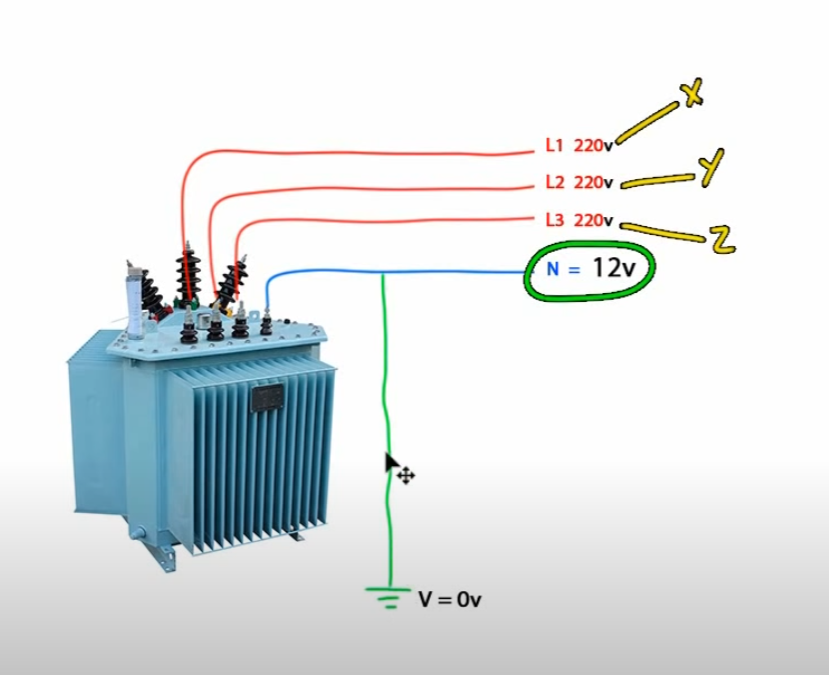 X
L1 220v
L2 220v
Y
L3 220v
Z
N = 12v
V = 0v